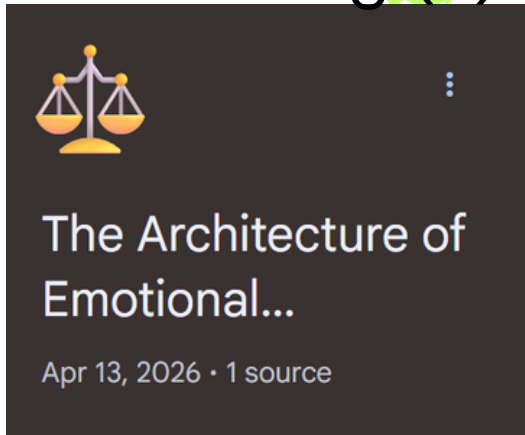 The Architecture of
Emotional...
Apr 13, 2026 · 1 source